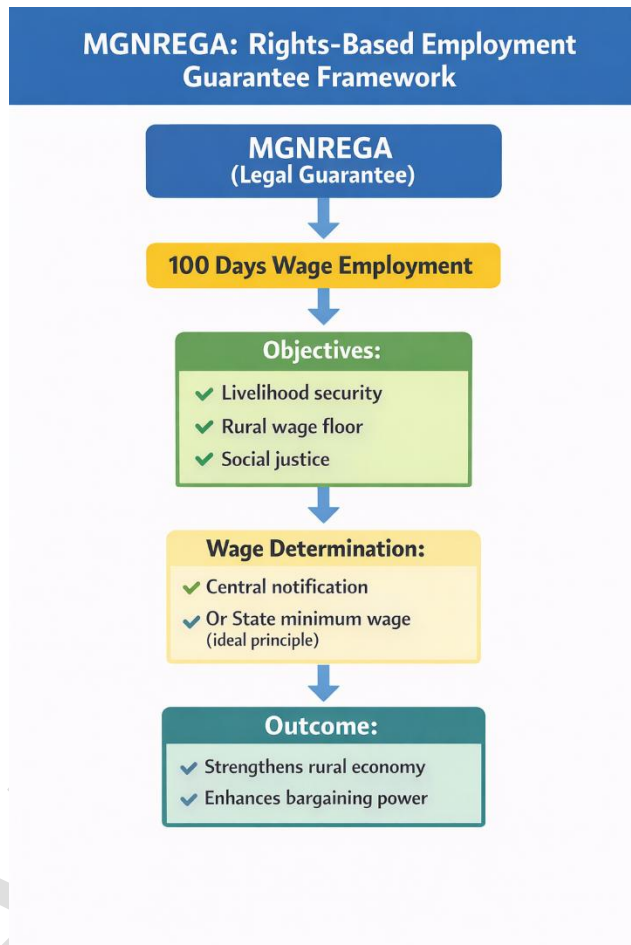 MGNREGA: Rights-Based Employment
Guarantee Framework
MGNREGA
(Legal Guarantee)
100 Days Wage Employment
Objectives:
Livelihood security
Rural wage floor
Social justice
Wage Determination:
Central notification
Or State minimum wage
(ideal principle)
Outcome:
Strengthens rural economy
Enhances bargaining power